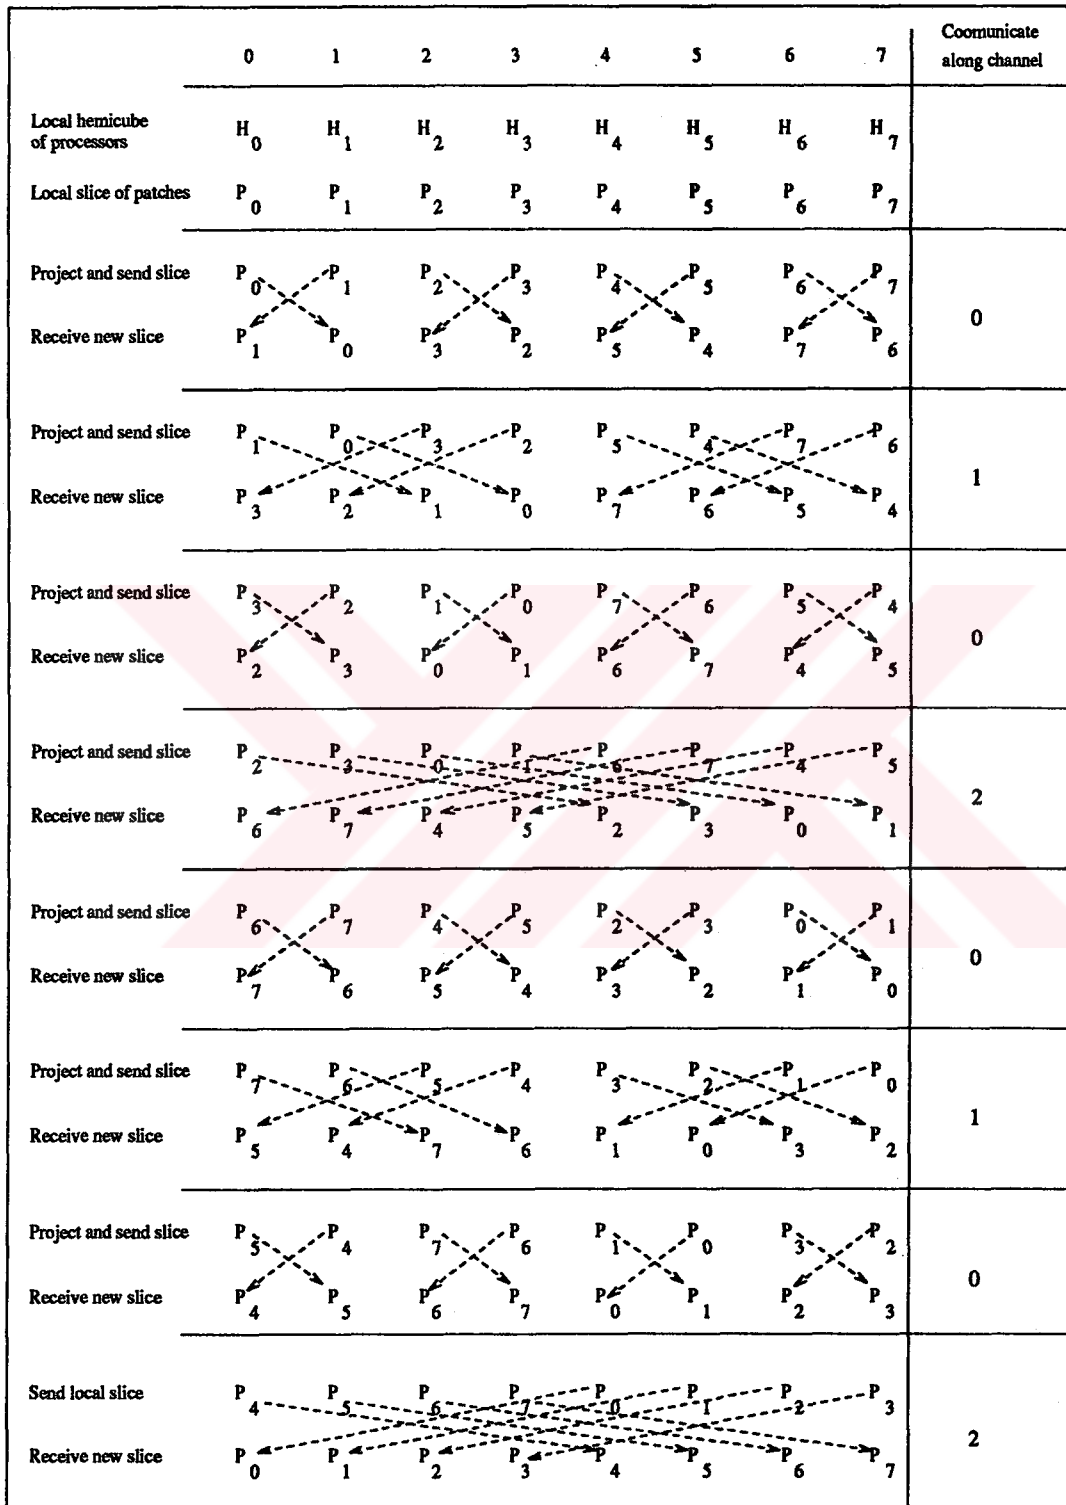 Coomunicate
0 1 2 3 4 5 6 7 along channel
Local hemicube
of processors
H0 H1 H2 H3 H4 H5 H6 H7
Local slice of patches P0 P1 P2 P3 P4 P5 P6 P7
Project and send slice P0 P1 P2 P3 P4 P5 P6 P7
0
Receive new slice P1 P0 P3 P2 P5 P4 P7 P6
Project and send slice P1 P0 P3 P2 P5 P4 P7 P6
1
Receive new slice P3 P2 P1 P0 P7 P6 P5 P4
Project and send slice P3 P2 P1 P0 P7 P6 P5 P4
0
Receive new slice P2 P3 P0 P1 P6 P7 P4 P5
Project and send slice P2 P3 P0 P1 P6 P7 P4 P5
2
Receive new slice P6 P7 P4 P5 P2 P3 P0 P1
Project and send slice P6 P7 P4 P5 P2 P3 P0 P1
0
Receive new slice P7 P6 P5 P4 P3 P2 P1 P0
Project and send slice P7 P6 P5 P4 P3 P2 P1 P0
1
Receive new slice P5 P4 P7 P6 P1 P0 P3 P2
Project and send slice P5 P4 P7 P6 P1 P0 P3 P2
0
Receive new slice P4 P5 P6 P7 P0 P1 P2 P3
Send local slice P4 P5 P6 P7 P0 P1 P2 P3
2
Receive new slice P0 P1 P2 P3 P4 P5 P6 P7